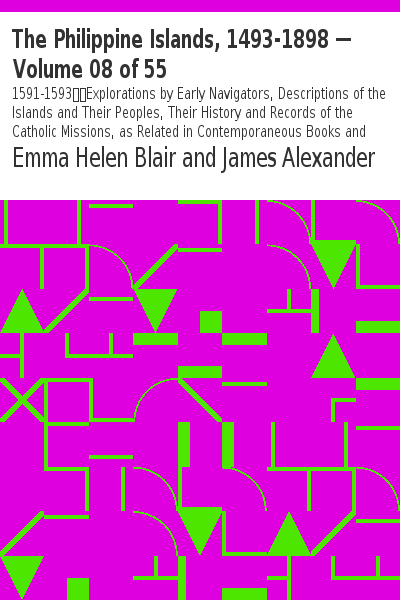 The Philippine Islands, 1493-1898 —
Volume 08 of 55
1591-1593▯▯Explorations by Early Navigators, Descriptions of the
Islands and Their Peoples, Their History and Records of the
Catholic Missions, as Related in Contemporaneous Books and
Emma Helen Blair and James Alexander